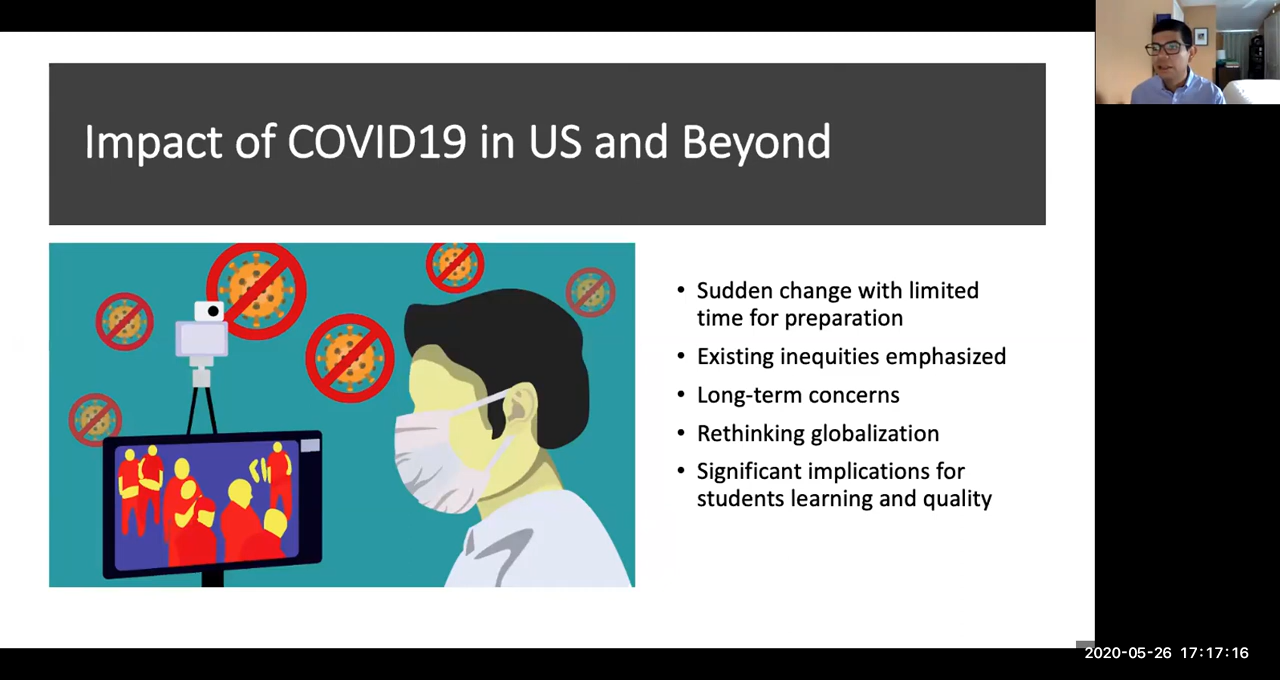 Impact of COVID19 in US and Beyond
• Sudden change with limited
time for preparation
• Existing inequities emphasized
• Long-term concerns
• Rethinking globalization
• Significant implications for
students learning and quality
2020-05-26 17:17:16